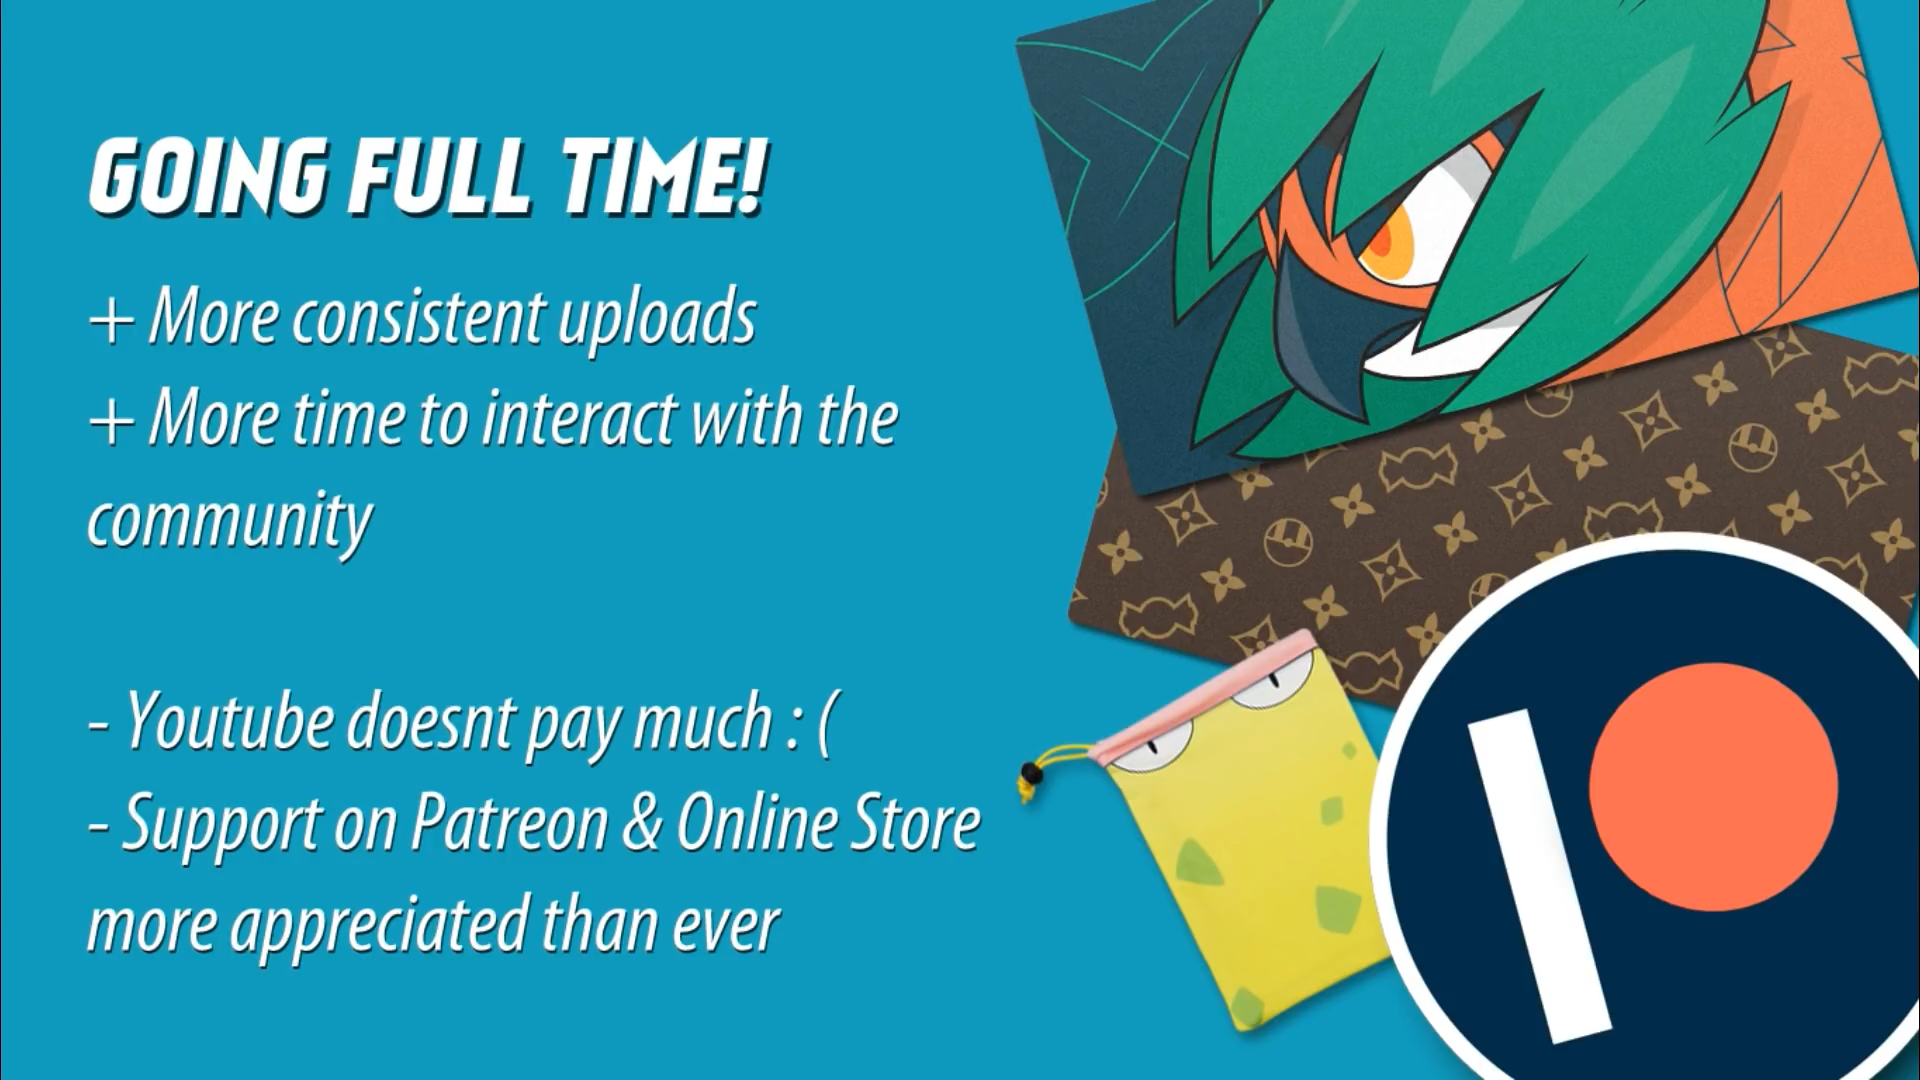 GOING FULL TIME!
+ More consistent uploads
+ More time to interact with the
community
- Youtube doesnt pay much : (
- Support on Patreon & Online Store
more appreciated than ever